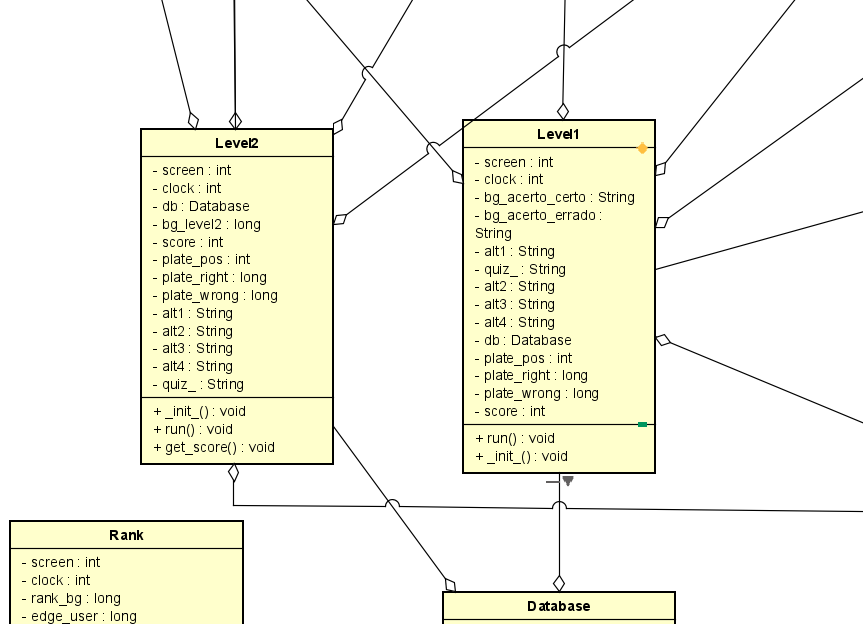 Level2
- screen : int
- clock : int
- db : Database
- bg_level2 : long
- score : int
- plate_pos : int
- plate_right : long
- plate_wrong : long
- alt1 : String
- alt2 : String
- alt3 : String
- alt4 : String
- quiz_ : String
+ _init_() : void
+ run() : void
+ get_score() : void
Level1
- screen : int
- clock : int
- bg_acerto_certo : String
- bg_acerto_errado :
String
- alt1 : String
- quiz_ : String
- alt2 : String
- alt3 : String
- alt4 : String
- db : Database
- plate_pos : int
- plate_right : long
- plate_wrong : long
- score : int
+ run() : void
+ _init_() : void
Rank
- screen : int
- clock : int
- rank_bg : long
- edge_user : long
Database